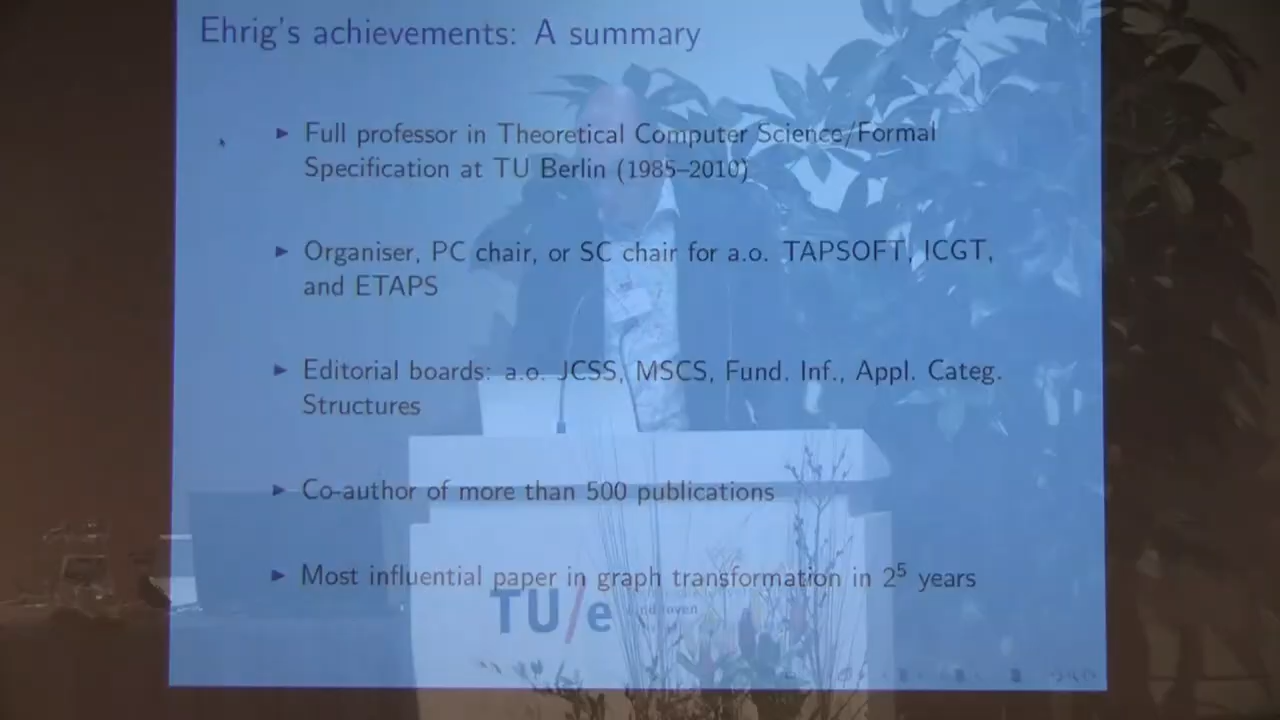 Ehrig's achievements: A summary
► Full professor in Theoretical Computer Science/Formal
Specification at TU Berlin (1985–2010)
► Organiser, PC chair, or SC chair for a.o. TAPSOFT, ICGT,
and ETAPS
► Editorial boards: a.o. JCSS, MSCS, Fund. Inf., Appl. Categ.
Structures
► Co-author of more than 500 publications
► Most influential paper in graph transformation in 2⁵ years
TU/e